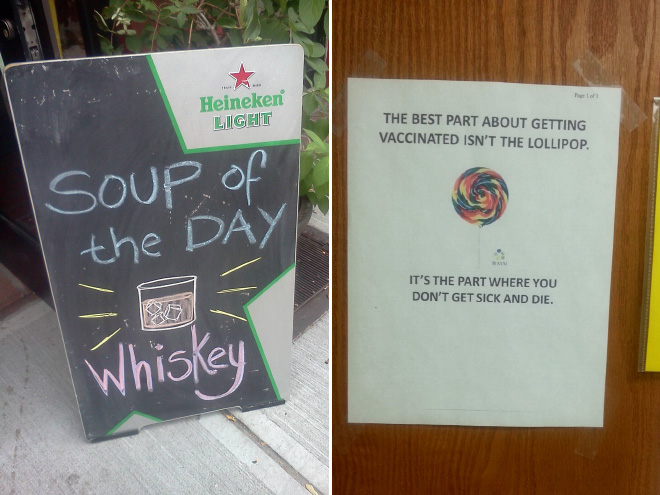 Heineken
LIGHT
SOUP of
the DAY
Whiskey
Page 1 of 3
THE BEST PART ABOUT GETTING
VACCINATED ISN'T THE LOLLIPOP.
IT'S THE PART WHERE YOU
DON'T GET SICK AND DIE.